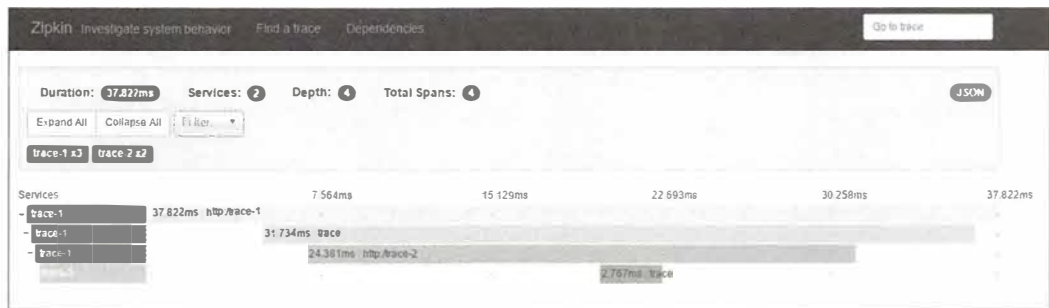 Zipkin Investigate system behavior Find a trace Dependencies Go to trace
Duration: 37.822ms Services: 2 Depth: 4 Total Spans: 4 JSON
Expand All Collapse All Filter
trace-1 x3 trace-2 x2
Services 7.564ms 15.129ms 22.693ms 30.258ms 37.822ms
- trace-1 37.822ms http:/trace-1
- trace-1 31.734ms trace
- trace-1 24.381ms http:/trace-2
2.767ms trace